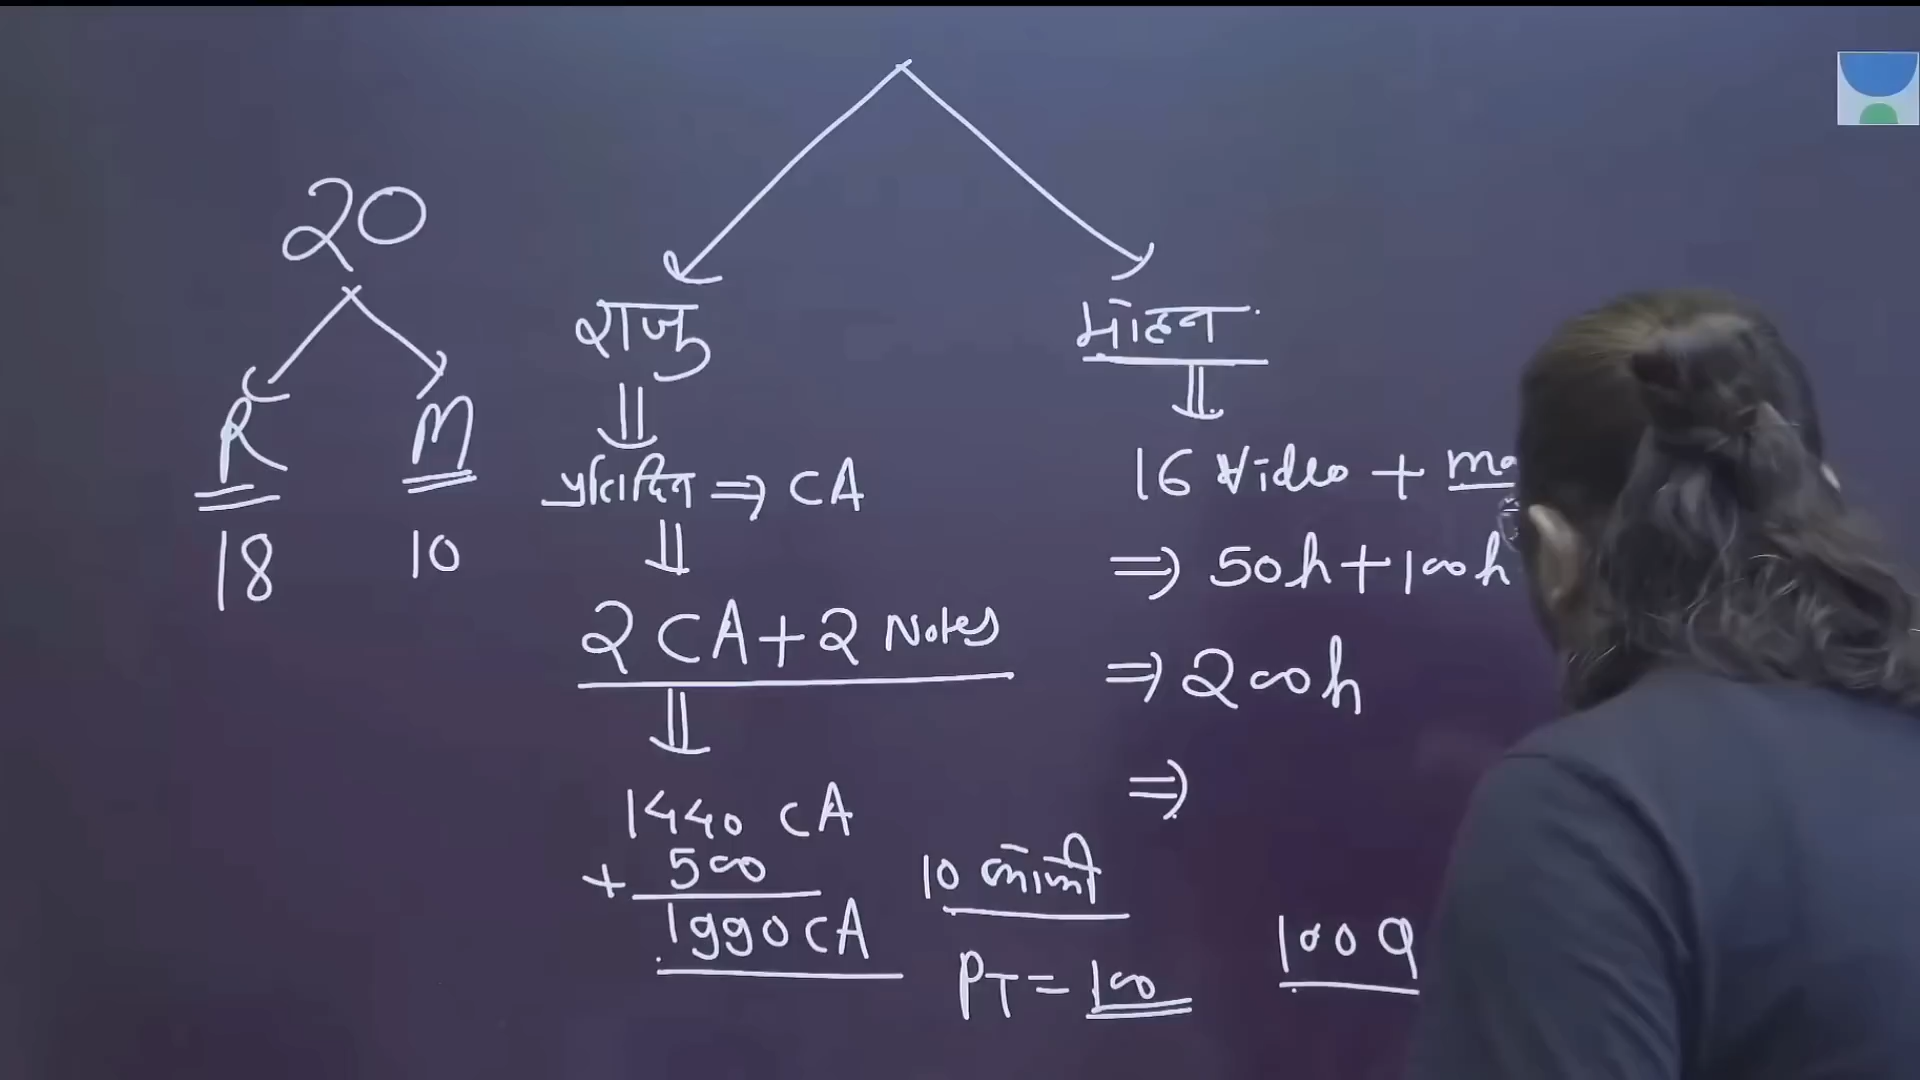 20
R M
18 10
राजू
प्रतिदिन ⇒ CA
2 CA + 2 Notes
1440 CA
+ 500
1990 CA
मोहन
16 Video +
⇒ 50h + 100h
⇒ 200h
⇒
10
PT = 100
100 Q